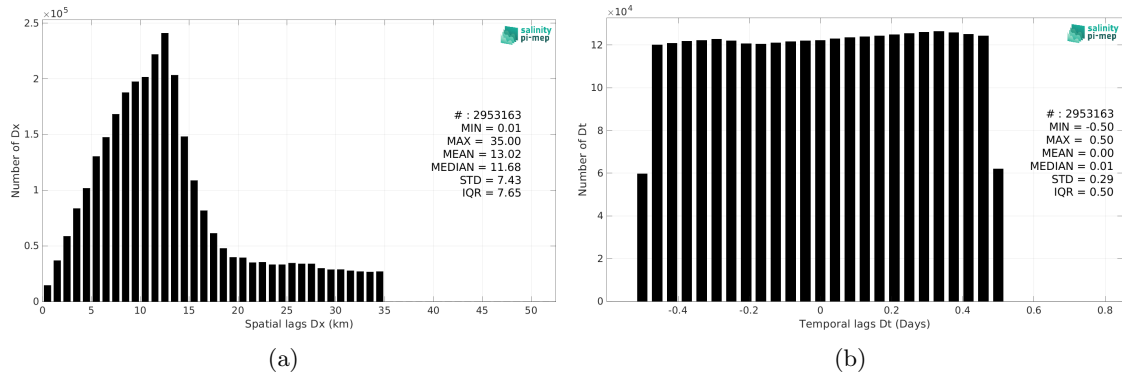 ×10^5
2.5
2
1.5
1
0.5
0
Number of Dx
0 5 10 15 20 25 30 35 40 45 50
Spatial lags Dx (km)
salinity
pi-mep
# : 2953163
MIN = 0.01
MAX = 35.00
MEAN = 13.02
MEDIAN = 11.68
STD = 7.43
IQR = 7.65
(a)
×10^4
12
10
8
6
4
2
0
Number of Dt
-0.4 -0.2 0 0.2 0.4 0.6 0.8
Temporal lags Dt (Days)
salinity
pi-mep
# : 2953163
MIN = -0.50
MAX = 0.50
MEAN = 0.00
MEDIAN = 0.01
STD = 0.29
IQR = 0.50
(b)